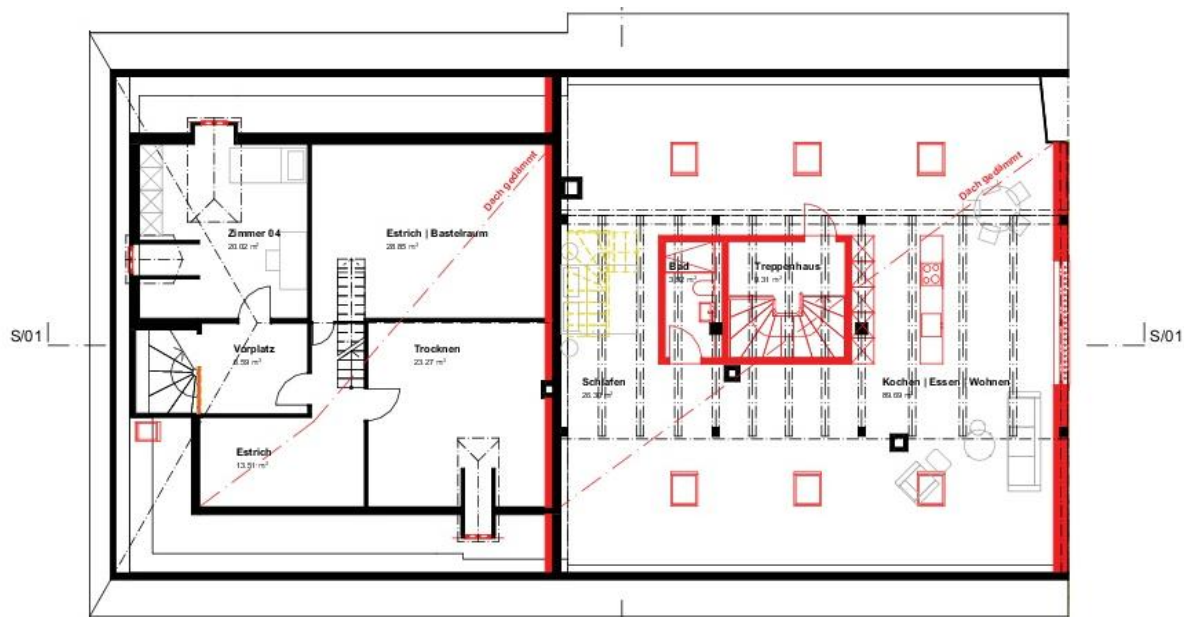 Dach gedämmt
Dach gedämmt
Zimmer 04
20.02 m²
Estrich | Bastelraum
28.85 m²
Bad
Treppenhaus
S/01
Vorplatz
Trocknen
23.27 m²
S/01
Schlafen
Kochen | Essen | Wohnen
89.69 m²
Estrich
13.51 m²